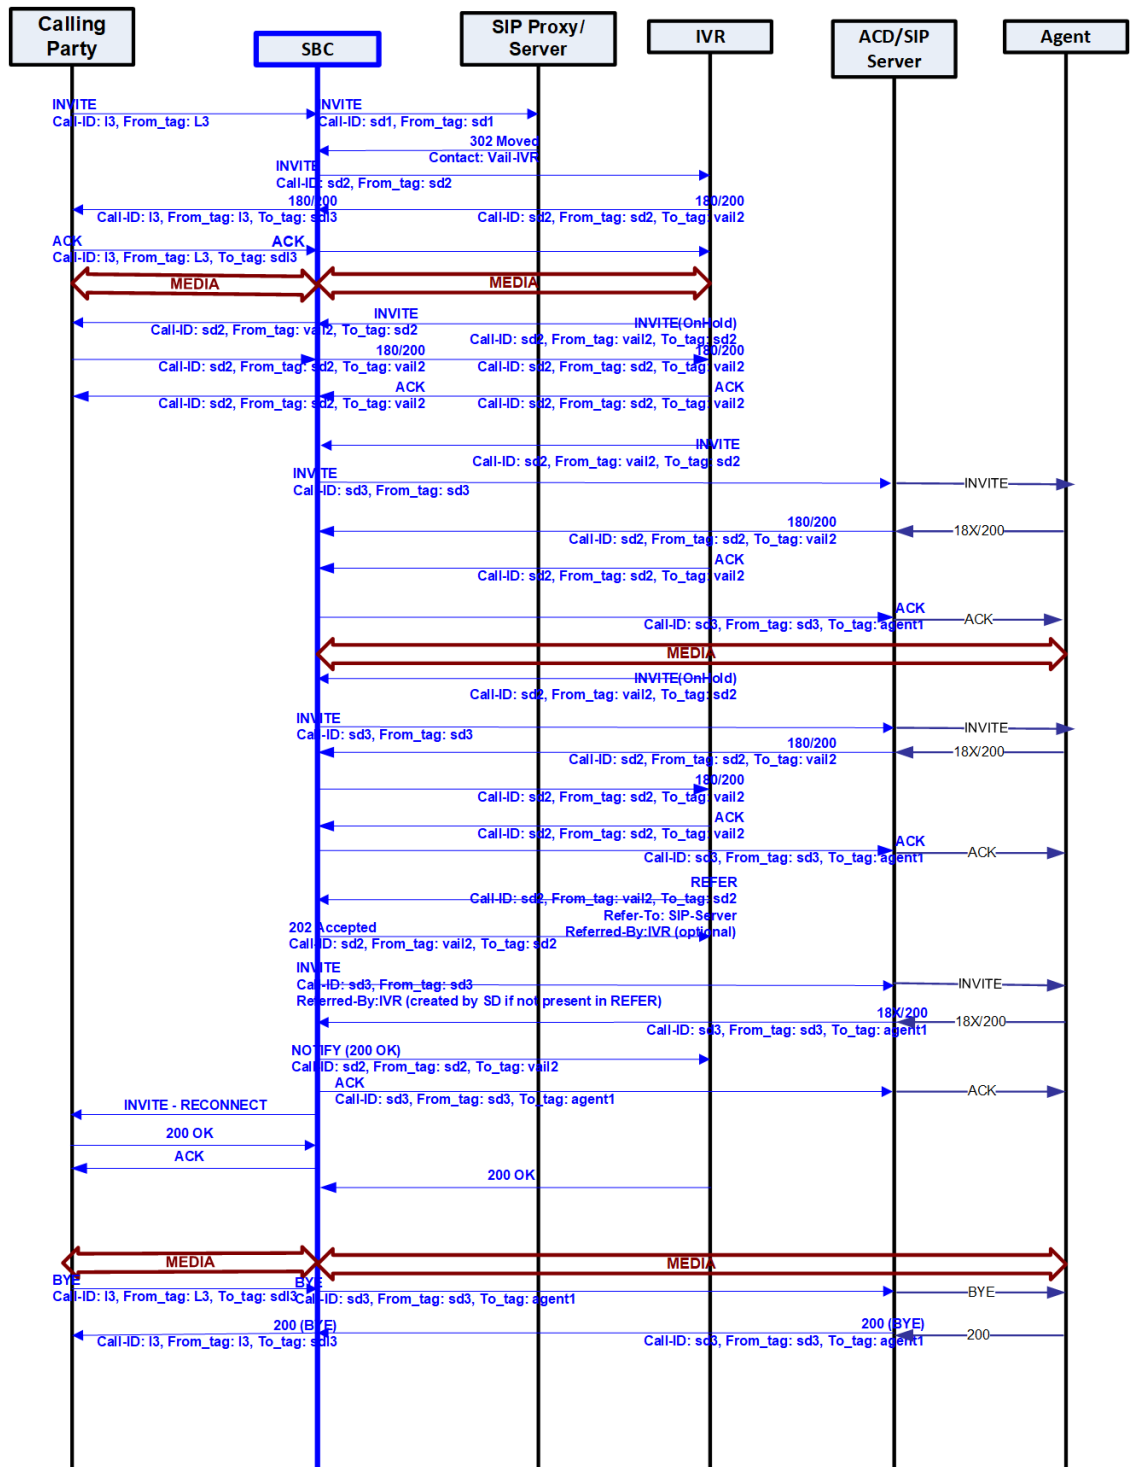 Calling
Party
SBC
SIP Proxy/
Server
IVR
ACD/SIP
Server
Agent
INVITE
Call-ID: l3, From_tag: L3
INVITE
Call-ID: sd1, From_tag: sd1
302 Moved
Contact: Vail-IVR
INVITE
Call-ID: sd2, From_tag: sd2
180/200
Call-ID: l3, From_tag: l3, To_tag: sdl3
180/200
Call-ID: sd2, From_tag: sd2, To_tag: vail2
ACK
Call-ID: l3, From_tag: L3, To_tag: sdl3
ACK
MEDIA
MEDIA
INVITE
Call-ID: sd2, From_tag: vail2, To_tag: sd2
INVITE(OnHold)
Call-ID: sd2, From_tag: vail2, To_tag: sd2
180/200
Call-ID: sd2, From_tag: sd2, To_tag: vail2
180/200
Call-ID: sd2, From_tag: sd2, To_tag: vail2
ACK
Call-ID: sd2, From_tag: sd2, To_tag: vail2
ACK
Call-ID: sd2, From_tag: sd2, To_tag: vail2
INVITE
Call-ID: sd2, From_tag: vail2, To_tag: sd2
INVITE
Call-ID: sd3, From_tag: sd3
INVITE
180/200
Call-ID: sd2, From_tag: sd2, To_tag: vail2
18X/200
ACK
Call-ID: sd2, From_tag: sd2, To_tag: vail2
ACK
Call-ID: sd3, From_tag: sd3, To_tag: agent1
ACK
MEDIA
INVITE(OnHold)
Call-ID: sd2, From_tag: vail2, To_tag: sd2
INVITE
Call-ID: sd3, From_tag: sd3
INVITE
180/200
Call-ID: sd2, From_tag: sd2, To_tag: vail2
18X/200
180/200
Call-ID: sd2, From_tag: sd2, To_tag: vail2
ACK
Call-ID: sd2, From_tag: sd2, To_tag: vail2
ACK
Call-ID: sd3, From_tag: sd3, To_tag: agent1
ACK
REFER
Call-ID: sd2, From_tag: vail2, To_tag: sd2
Refer-To: SIP-Server
Referred-By:IVR (optional)
202 Accepted
Call-ID: sd2, From_tag: vail2, To_tag: sd2
INVITE
Call-ID: sd3, From_tag: sd3
Referred-By:IVR (created by SD if not present in REFER)
INVITE
18X/200
Call-ID: sd3, From_tag: sd3, To_tag: agent1
18X/200
NOTIFY (200 OK)
Call-ID: sd2, From_tag: sd2, To_tag: vail2
ACK
Call-ID: sd3, From_tag: sd3, To_tag: agent1
ACK
INVITE - RECONNECT
200 OK
ACK
200 OK
MEDIA
MEDIA
BYE
Call-ID: l3, From_tag: L3, To_tag: sdl3
BYE
Call-ID: sd3, From_tag: sd3, To_tag: agent1
BYE
200 (BYE)
Call-ID: l3, From_tag: l3, To_tag: sdl3
200 (BYE)
Call-ID: sd3, From_tag: sd3, To_tag: agent1
200